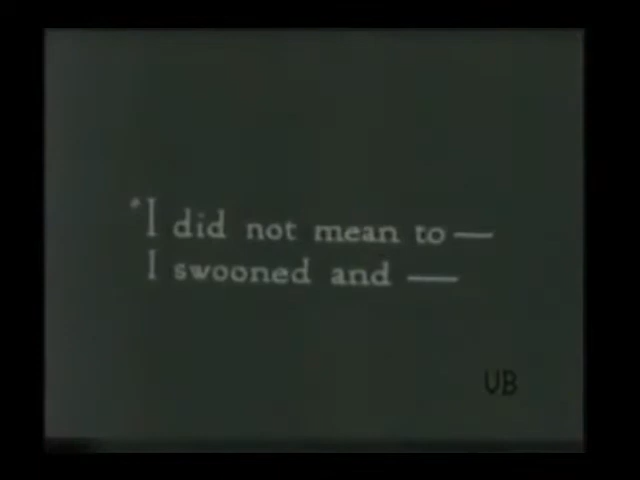 "I did not mean to —
I swooned and —
UB